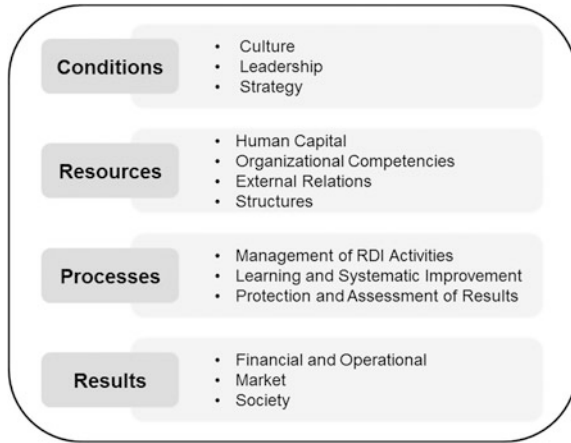 Conditions
• Culture
• Leadership
• Strategy
Resources
• Human Capital
• Organizational Competencies
• External Relations
• Structures
Processes
• Management of RDI Activities
• Learning and Systematic Improvement
• Protection and Assessment of Results
Results
• Financial and Operational
• Market
• Society